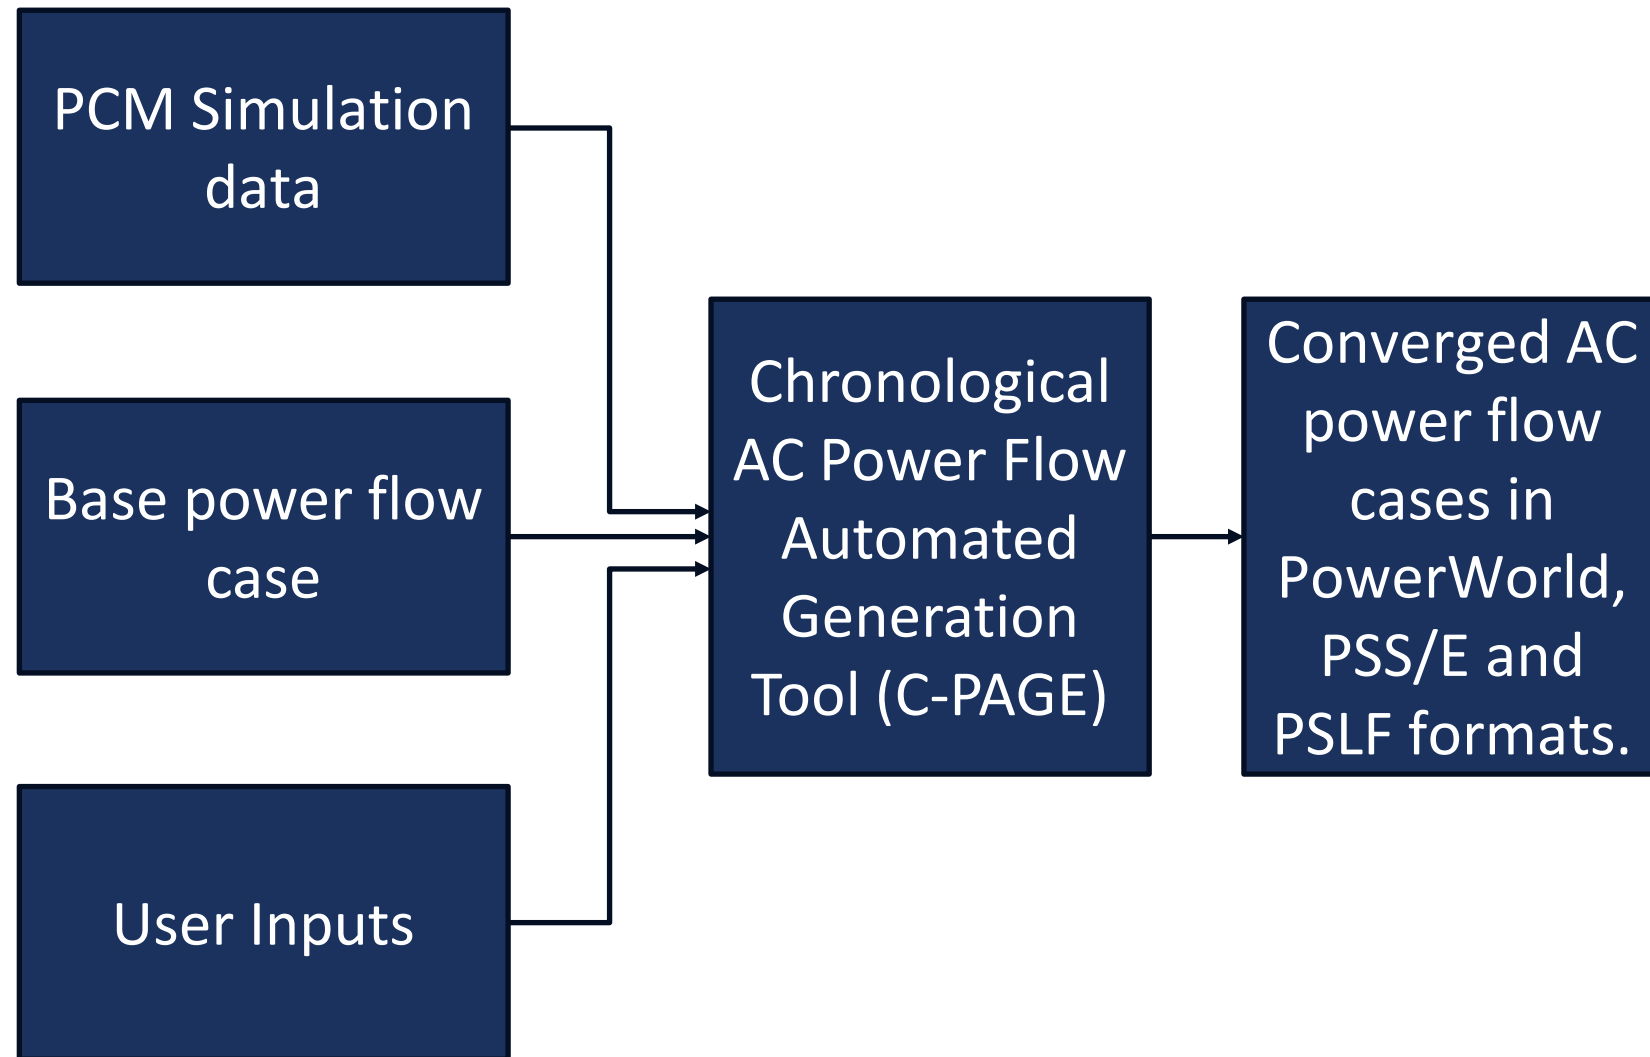 PCM Simulation
data
Base power flow
case
User Inputs
Chronological
AC Power Flow
Automated
Generation
Tool (C-PAGE)
Converged AC
power flow
cases in
PowerWorld,
PSS/E and
PSLF formats.